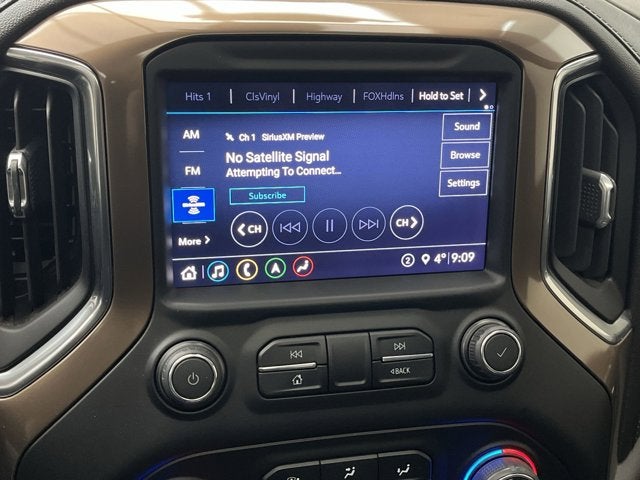 Hits 1 ClsVinyl Highway FOXHdlns Hold to Set
AM
Ch 1 SiriusXM Preview
Sound
No Satellite Signal
Attempting To Connect...
Browse
FM
Subscribe
Settings
CH CH
More
2 4° 9:09
BACK